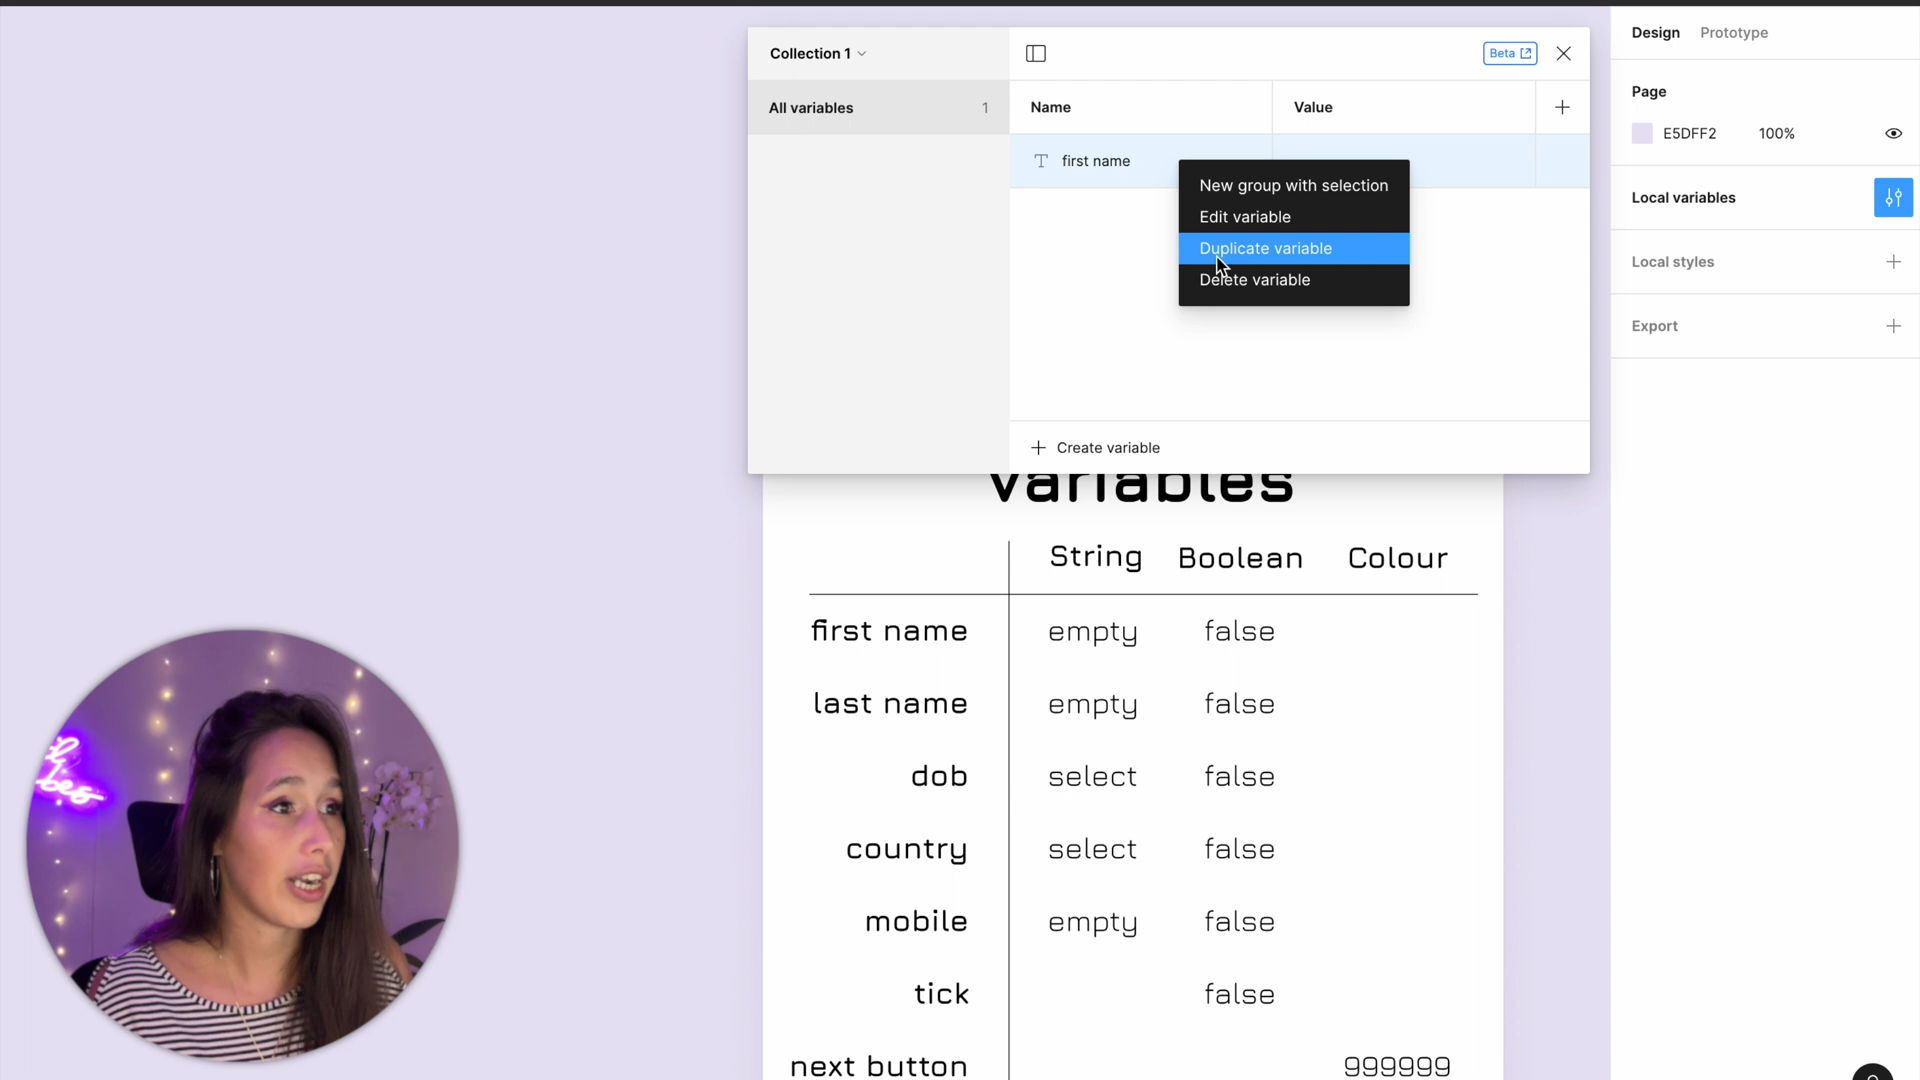 Collection 1
Beta
Design Prototype
All variables 1
Name Value
Page
E5DFF2 100%
first name
New group with selection
Edit variable
Duplicate variable
Delete variable
Local variables
Local styles
Export
Create variable
variables
String Boolean Colour
first name empty false
last name empty false
dob select false
country select false
mobile empty false
tick false
next button 999999